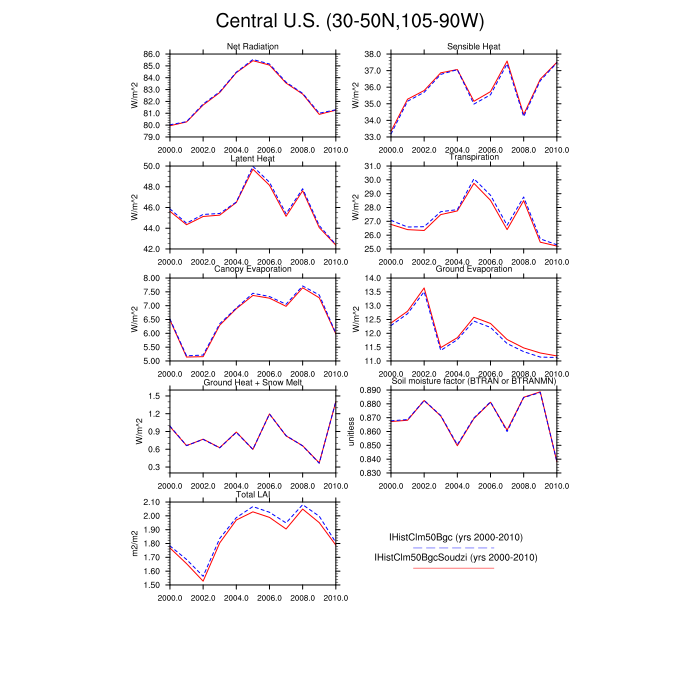 Central U.S. (30-50N,105-90W)
Net Radiation
W/m^2
86.0
85.0
84.0
83.0
82.0
81.0
80.0
79.0
2000.0 2002.0 2004.0 2006.0 2008.0 2010.0
Sensible Heat
W/m^2
38.0
37.0
36.0
35.0
34.0
33.0
2000.0 2002.0 2004.0 2006.0 2008.0 2010.0
Latent Heat
W/m^2
50.0
48.0
46.0
44.0
42.0
2000.0 2002.0 2004.0 2006.0 2008.0 2010.0
Transpiration
W/m^2
31.0
30.0
29.0
28.0
27.0
26.0
25.0
2000.0 2002.0 2004.0 2006.0 2008.0 2010.0
Canopy Evaporation
W/m^2
8.00
7.50
7.00
6.50
6.00
5.50
5.00
2000.0 2002.0 2004.0 2006.0 2008.0 2010.0
Ground Evaporation
W/m^2
14.0
13.5
13.0
12.5
12.0
11.5
11.0
2000.0 2002.0 2004.0 2006.0 2008.0 2010.0
Ground Heat + Snow Melt
W/m^2
1.5
1.2
0.9
0.6
0.3
2000.0 2002.0 2004.0 2006.0 2008.0 2010.0
Soil moisture factor (BTRAN or BTRANMN)
unitless
0.890
0.880
0.870
0.860
0.850
0.840
0.830
2000.0 2002.0 2004.0 2006.0 2008.0 2010.0
Total LAI
m2/m2
2.10
2.00
1.90
1.80
1.70
1.60
1.50
2000.0 2002.0 2004.0 2006.0 2008.0 2010.0
IHistClm50Bgc (yrs 2000-2010)
IHistClm50BgcSoudzi (yrs 2000-2010)